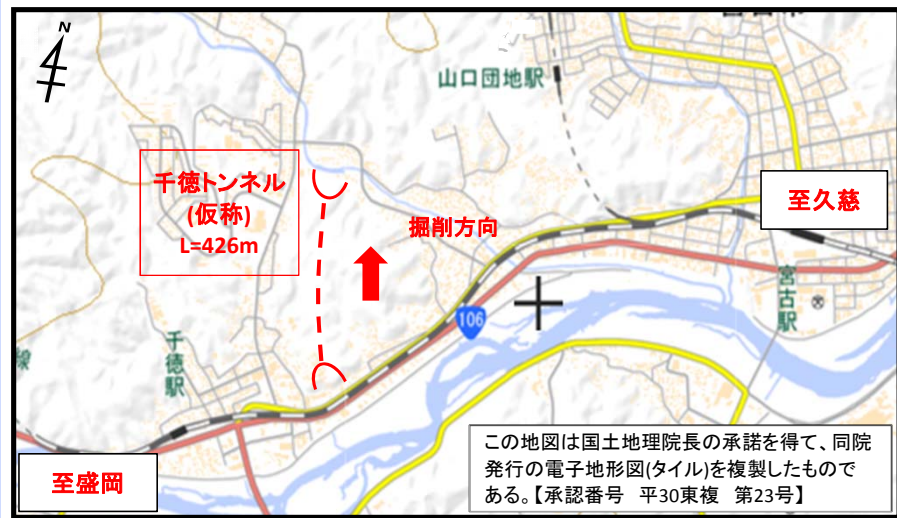 N
山口団地駅
千徳トンネル
(仮称)
L=426m
掘削方向
至久慈
106
宮古駅
千徳駅
線
至盛岡
この地図は国土地理院長の承諾を得て、同院
発行の電子地形図(タイル)を複製したもので
ある。【承認番号 平30東複 第23号】